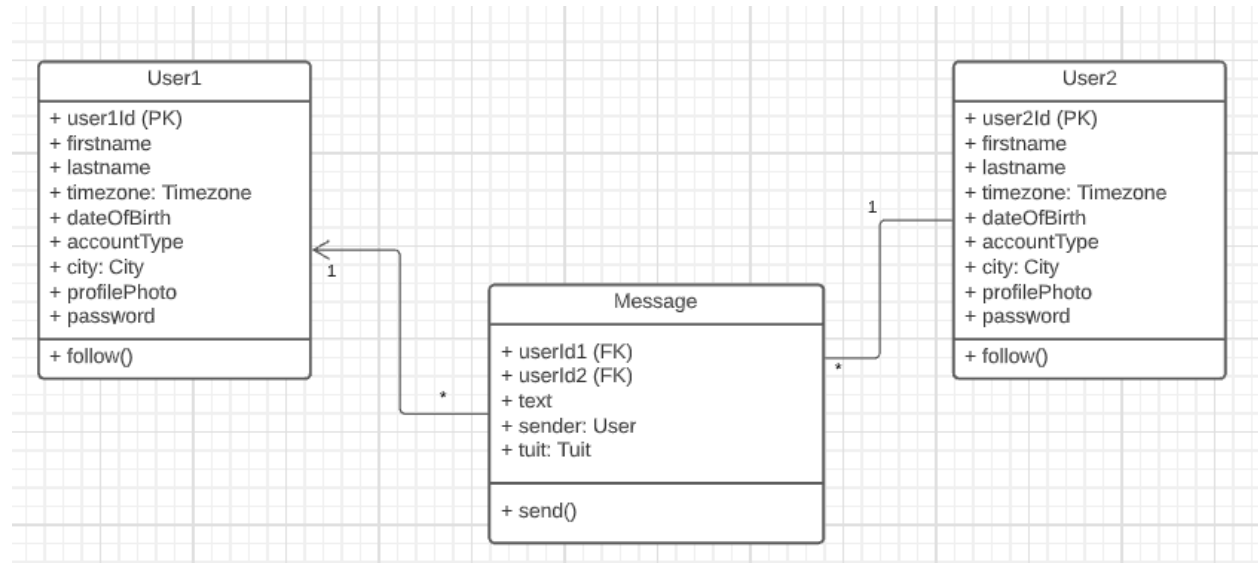 User1
+ user1Id (PK)
+ firstname
+ lastname
+ timezone: Timezone
+ dateOfBirth
+ accountType
+ city: City
+ profilePhoto
+ password
+ follow()
1
*
Message
+ userId1 (FK)
+ userId2 (FK)
+ text
+ sender: User
+ tuit: Tuit
+ send()
1
*
User2
+ user2Id (PK)
+ firstname
+ lastname
+ timezone: Timezone
+ dateOfBirth
+ accountType
+ city: City
+ profilePhoto
+ password
+ follow()